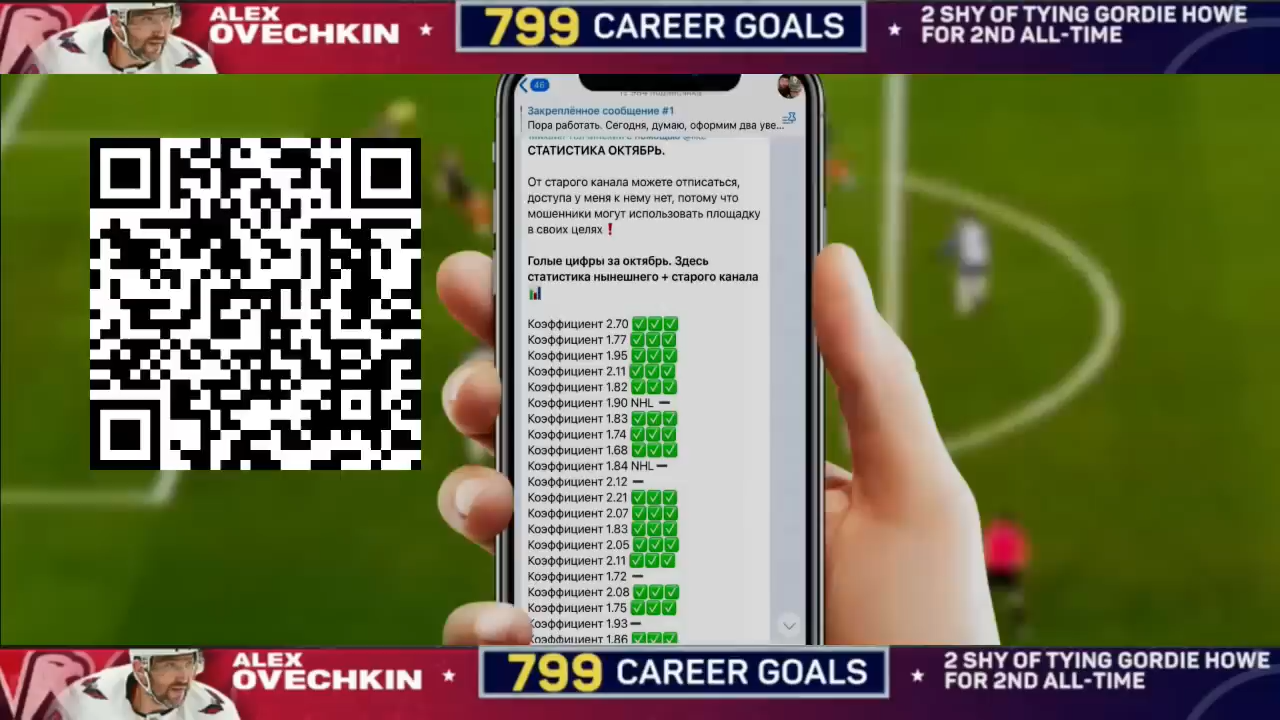 ALEX
OVECHKIN
799 CAREER GOALS
2 SHY OF TYING GORDIE HOWE
FOR 2ND ALL-TIME
46
Закреплённое сообщение #1
Пора работать. Сегодня, думаю, оформим два уве...
СТАТИСТИКА ОКТЯБРЬ.
От старого канала можете отписаться,
доступа у меня к нему нет, потому что
мошенники могут использовать площадку
в своих целях❗
Голые цифры за октябрь. Здесь
статистика нынешнего + старого канала
📊
Коэффициент 2.70 ✅✅✅
Коэффициент 1.77 ✅✅✅
Коэффициент 1.95 ✅✅✅
Коэффициент 2.11 ✅✅✅
Коэффициент 1.82 ✅✅✅
Коэффициент 1.90 NHL ➖
Коэффициент 1.83 ✅✅✅
Коэффициент 1.74 ✅✅✅
Коэффициент 1.68 ✅✅✅
Коэффициент 1.84 NHL ➖
Коэффициент 2.12 ➖
Коэффициент 2.21 ✅✅✅
Коэффициент 2.07 ✅✅✅
Коэффициент 1.83 ✅✅✅
Коэффициент 2.05 ✅✅✅
Коэффициент 2.11 ✅✅✅
Коэффициент 1.72 ➖
Коэффициент 2.08 ✅✅✅
Коэффициент 1.75 ✅✅✅
Коэффициент 1.93 ➖
Коэффициент 1.86 ✅✅✅
ALEX
OVECHKIN
799 CAREER GOALS
2 SHY OF TYING GORDIE HOWE
FOR 2ND ALL-TIME